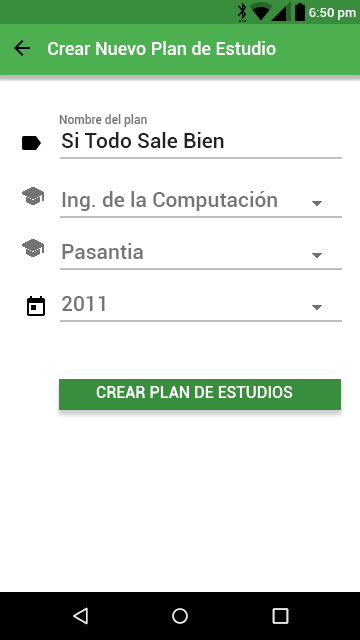 6:50 pm
Crear Nuevo Plan de Estudio
Nombre del plan
Si Todo Sale Bien
Ing. de la Computación
Pasantia
2011
CREAR PLAN DE ESTUDIOS